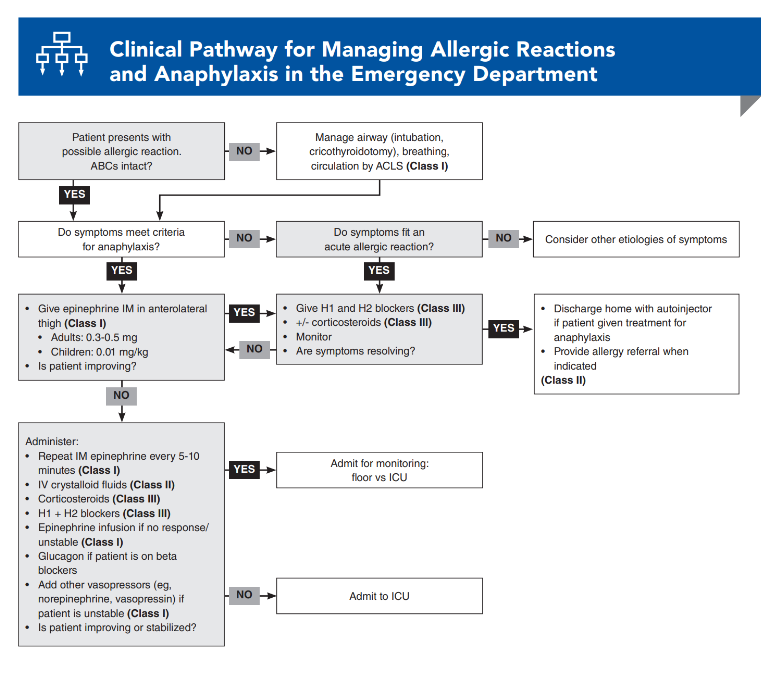 Clinical Pathway for Managing Allergic Reactions
and Anaphylaxis in the Emergency Department
Patient presents with
possible allergic reaction.
ABCs intact?
NO
Manage airway (intubation,
cricothyroidotomy), breathing,
circulation by ACLS (Class I)
YES
Do symptoms meet criteria
for anaphylaxis?
NO
Do symptoms fit an
acute allergic reaction?
NO
Consider other etiologies of symptoms
YES
YES
• Give epinephrine IM in anterolateral
thigh (Class I)
• Adults: 0.3-0.5 mg
• Children: 0.01 mg/kg
• Is patient improving?
YES
NO
• Give H1 and H2 blockers (Class III)
• +/- corticosteroids (Class III)
• Monitor
• Are symptoms resolving?
YES
• Discharge home with autoinjector
if patient given treatment for
anaphylaxis
• Provide allergy referral when
indicated
(Class II)
NO
Administer:
• Repeat IM epinephrine every 5-10
minutes (Class I)
• IV crystalloid fluids (Class II)
• Corticosteroids (Class III)
• H1 + H2 blockers (Class III)
• Epinephrine infusion if no response/
unstable (Class I)
• Glucagon if patient is on beta
blockers
• Add other vasopressors (eg,
norepinephrine, vasopressin) if
patient is unstable (Class I)
• Is patient improving or stabilized?
YES
Admit for monitoring:
floor vs ICU
NO
Admit to ICU